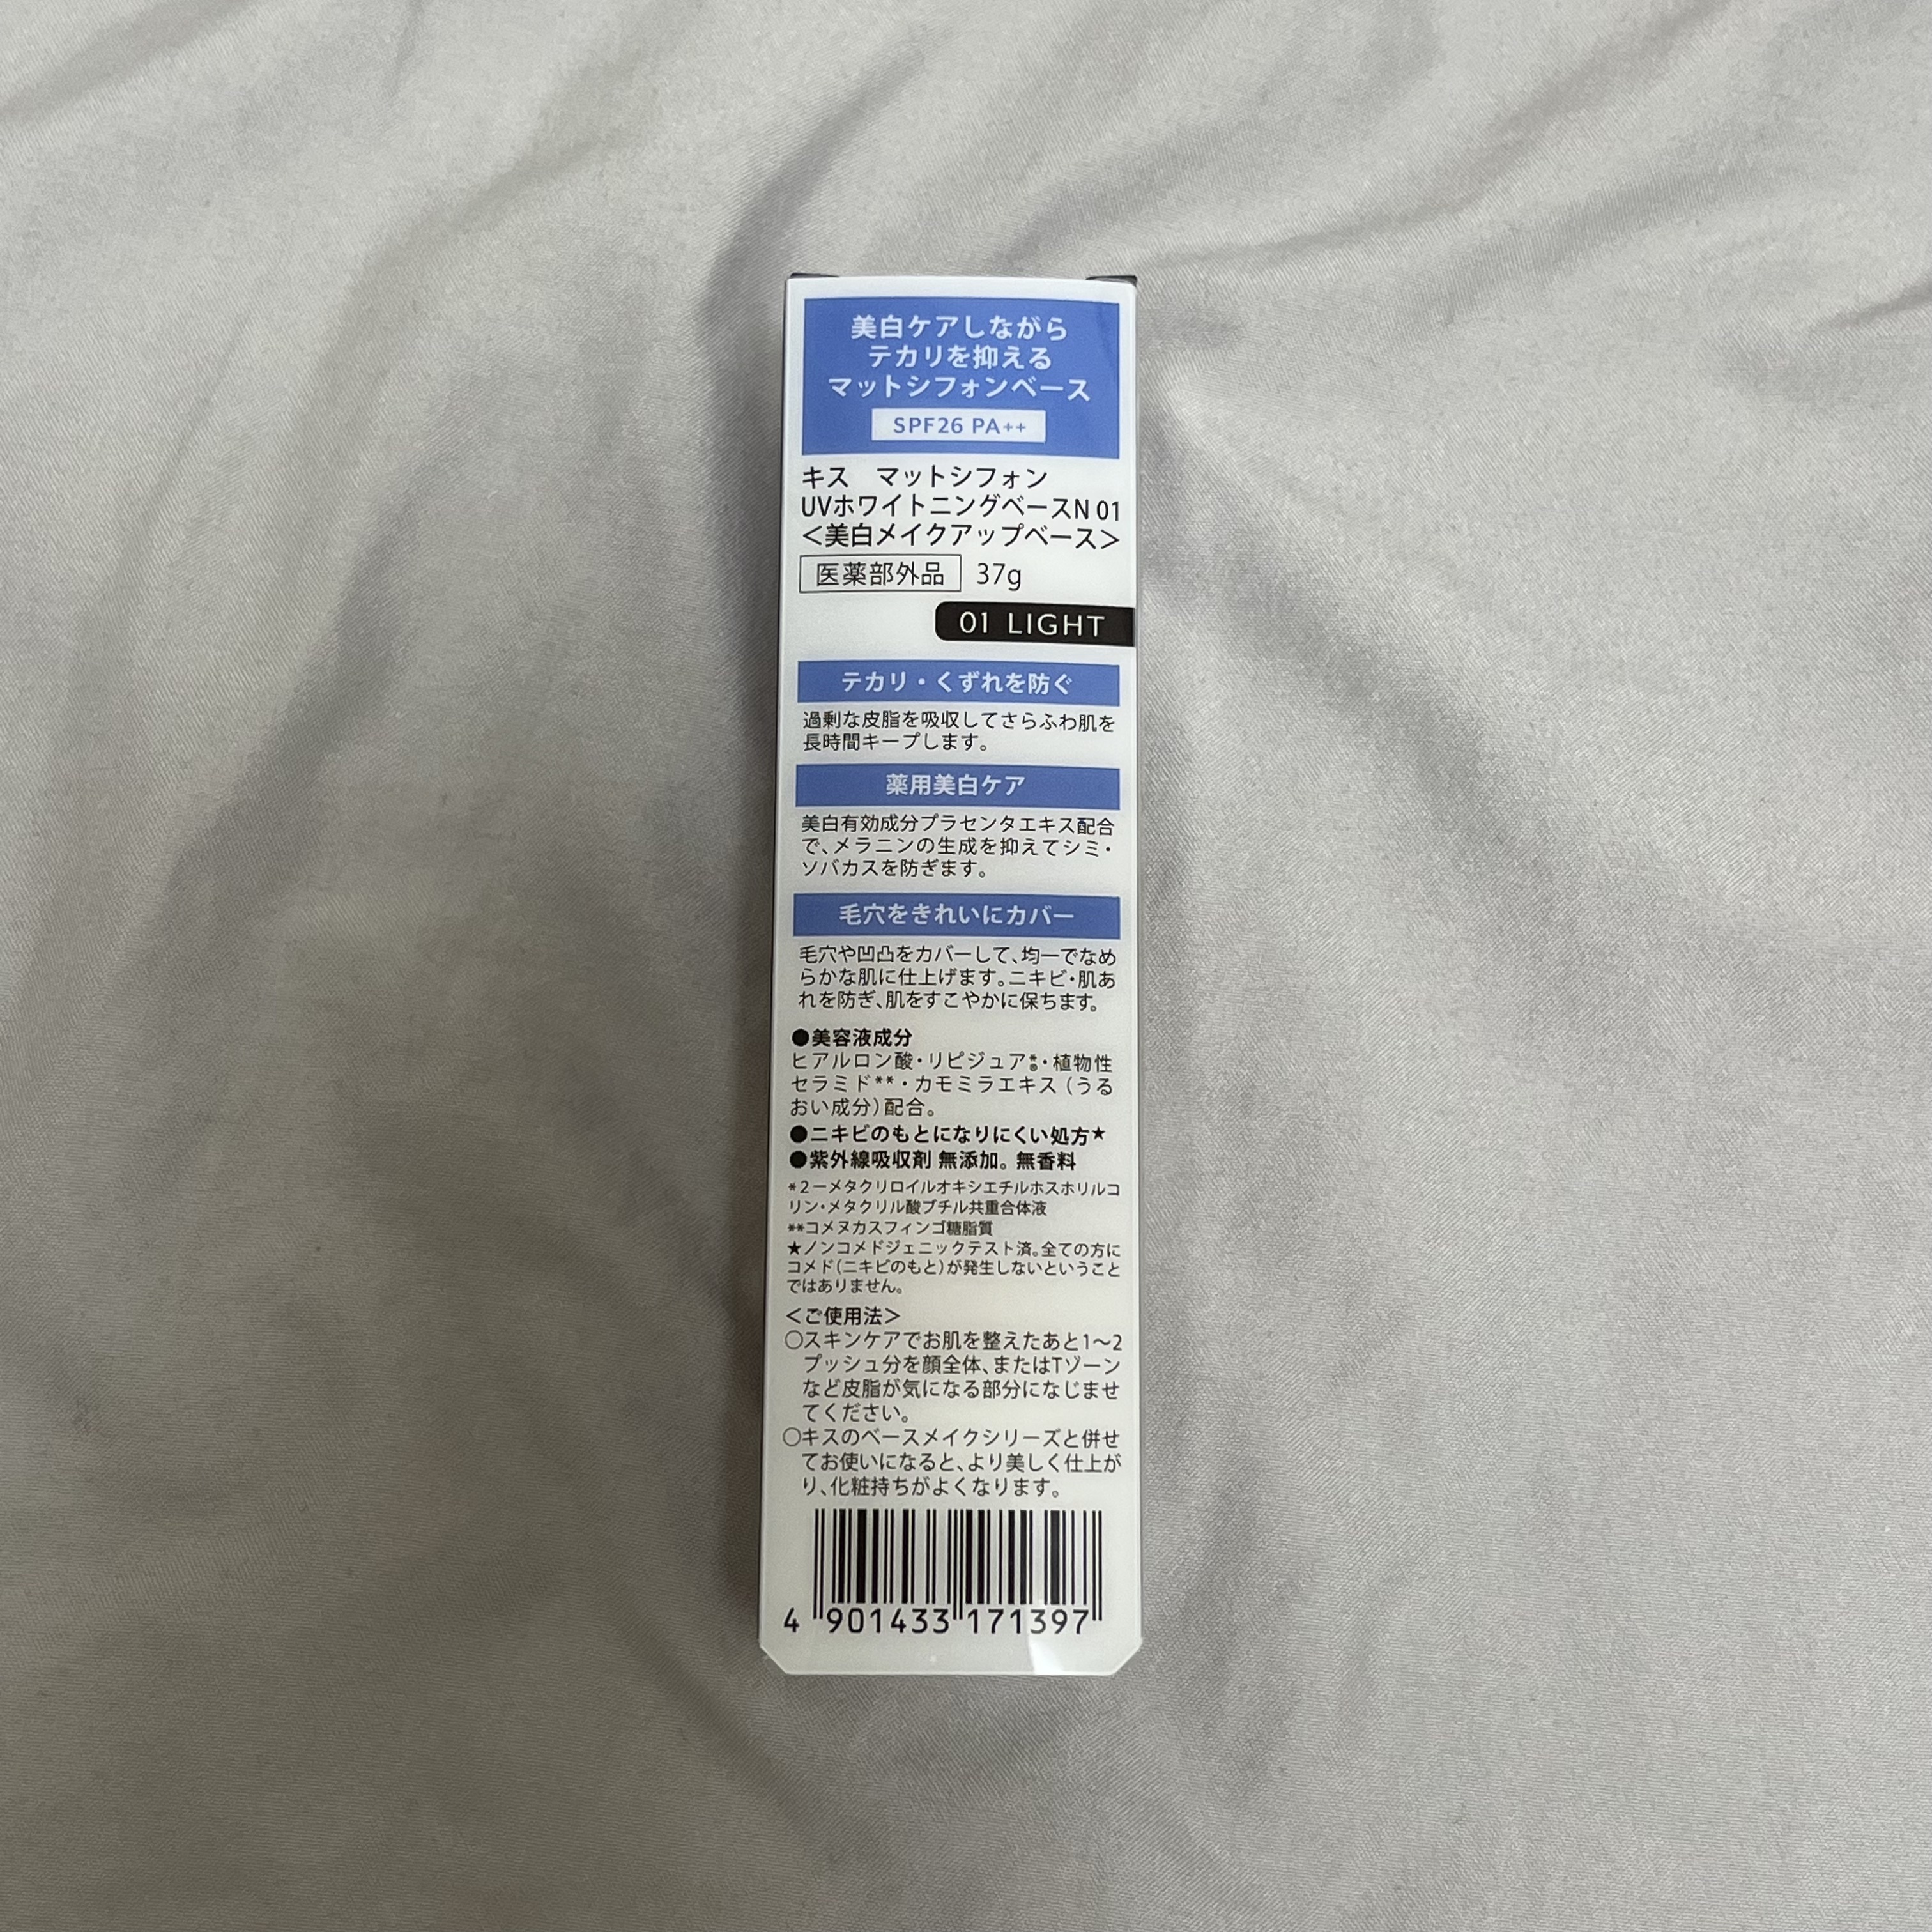 美白ケアしながら
テカリを抑える
マットシフォンベース
SPF26 PA++
キス　マットシフォン
UVホワイトニングベースN 01
＜美白メイクアップベース＞
医薬部外品 37g
01 LIGHT
テカリ・くずれを防ぐ
過剰な皮脂を吸収してさらふわ肌を
長時間キープします。
薬用美白ケア
美白有効成分プラセンタエキス配合
で、メラニンの生成を抑えてシミ・
ソバカスを防ぎます。
毛穴をきれいにカバー
毛穴や凹凸をカバーして、均一でなめ
らかな肌に仕上げます。ニキビ・肌あ
れを防ぎ、肌をすこやかに保ちます。
●美容液成分
ヒアルロン酸・リピジュア®*・植物性
セラミド**・カモミラエキス（うる
おい成分）配合。
●ニキビのもとになりにくい処方★
●紫外線吸収剤 無添加。無香料
*2－メタクリロイルオキシエチルホスホリルコ
リン・メタクリル酸ブチル共重合体液
**コメヌカスフィンゴ糖脂質
★ノンコメドジェニックテスト済。全ての方に
コメド（ニキビのもと）が発生しないということ
ではありません。
＜ご使用法＞
○スキンケアでお肌を整えたあと1～2
プッシュ分を顔全体、またはTゾーン
など皮脂が気になる部分になじませ
てください。
○キスのベースメイクシリーズと併せ
てお使いになると、より美しく仕上が
り、化粧持ちがよくなります。
4 901433 171397